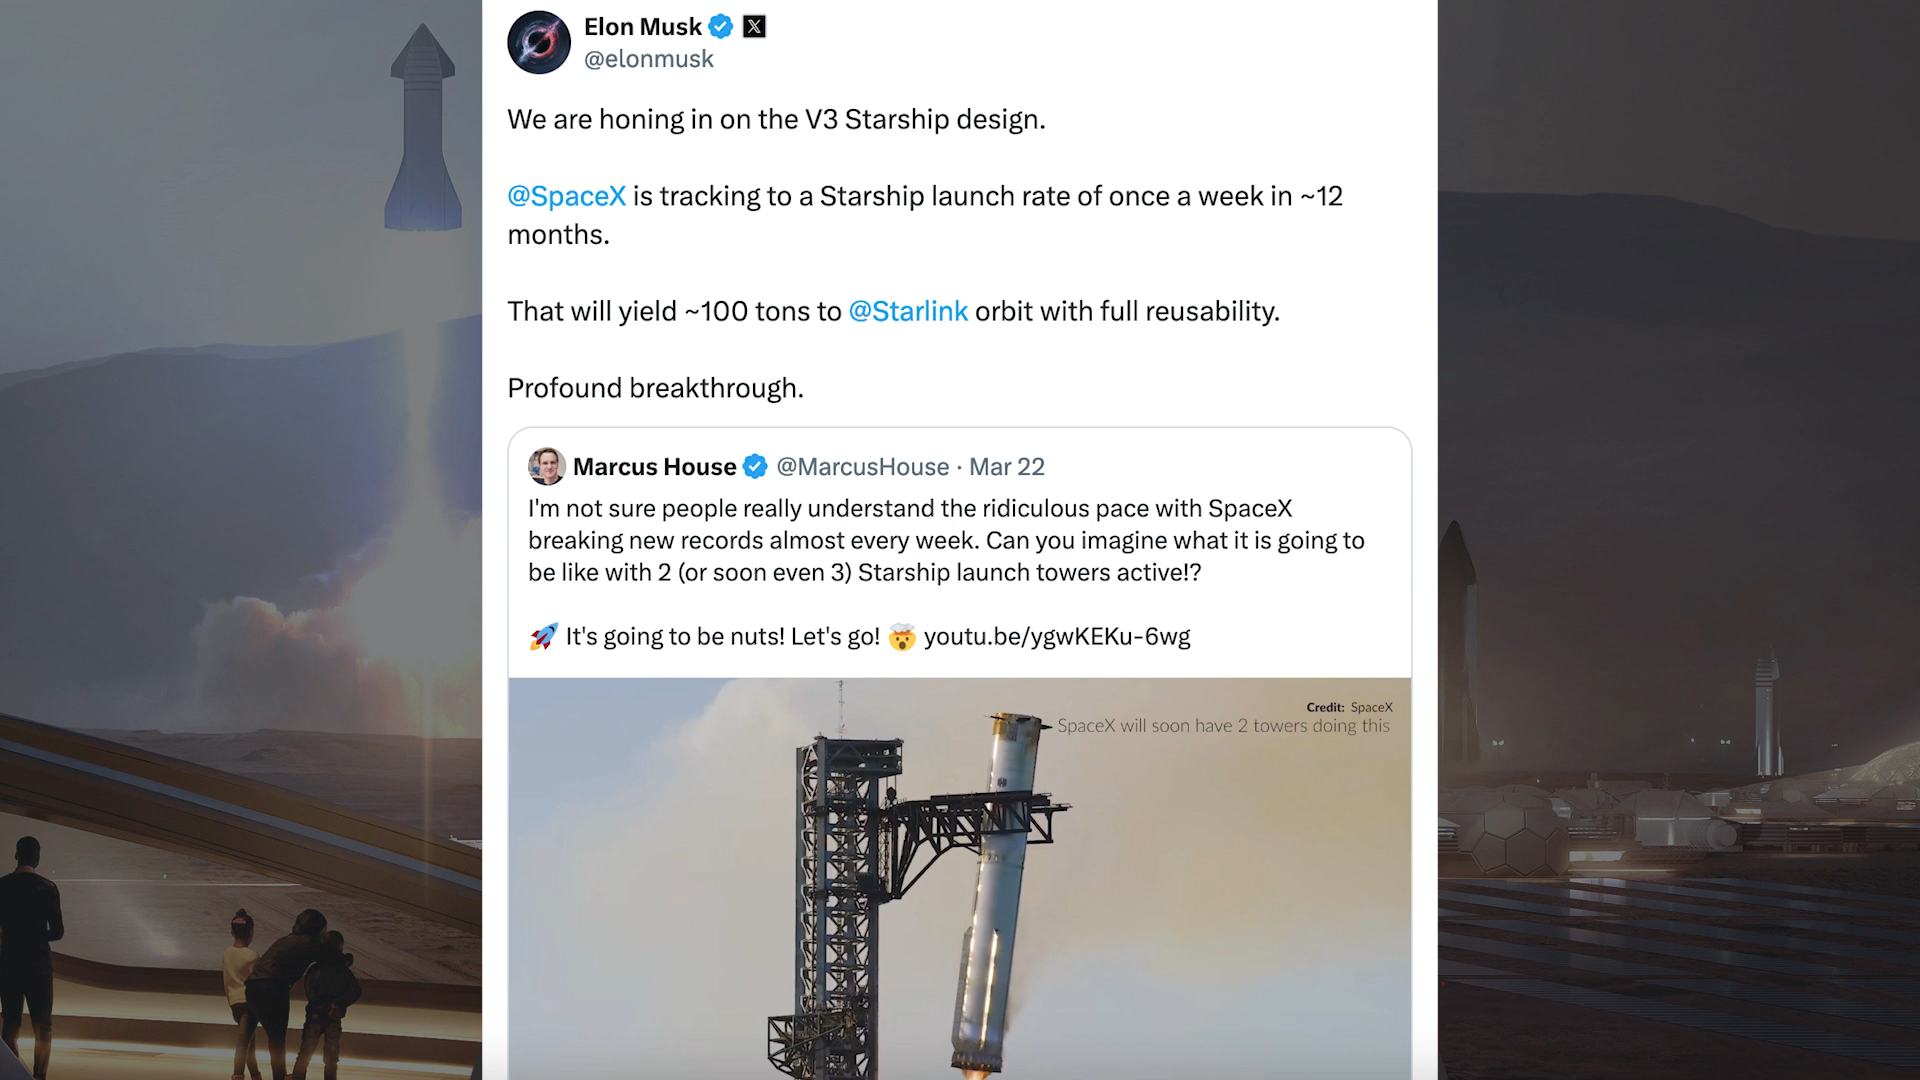 Elon Musk
@elonmusk
We are honing in on the V3 Starship design.
@SpaceX is tracking to a Starship launch rate of once a week in ~12
months.
That will yield ~100 tons to @Starlink orbit with full reusability.
Profound breakthrough.
Marcus House @MarcusHouse · Mar 22
I'm not sure people really understand the ridiculous pace with SpaceX
breaking new records almost every week. Can you imagine what it is going to
be like with 2 (or soon even 3) Starship launch towers active!?
🚀 It's going to be nuts! Let's go! 🤯 youtu.be/ygwKEKu-6wg
Credit: SpaceX
SpaceX will soon have 2 towers doing this